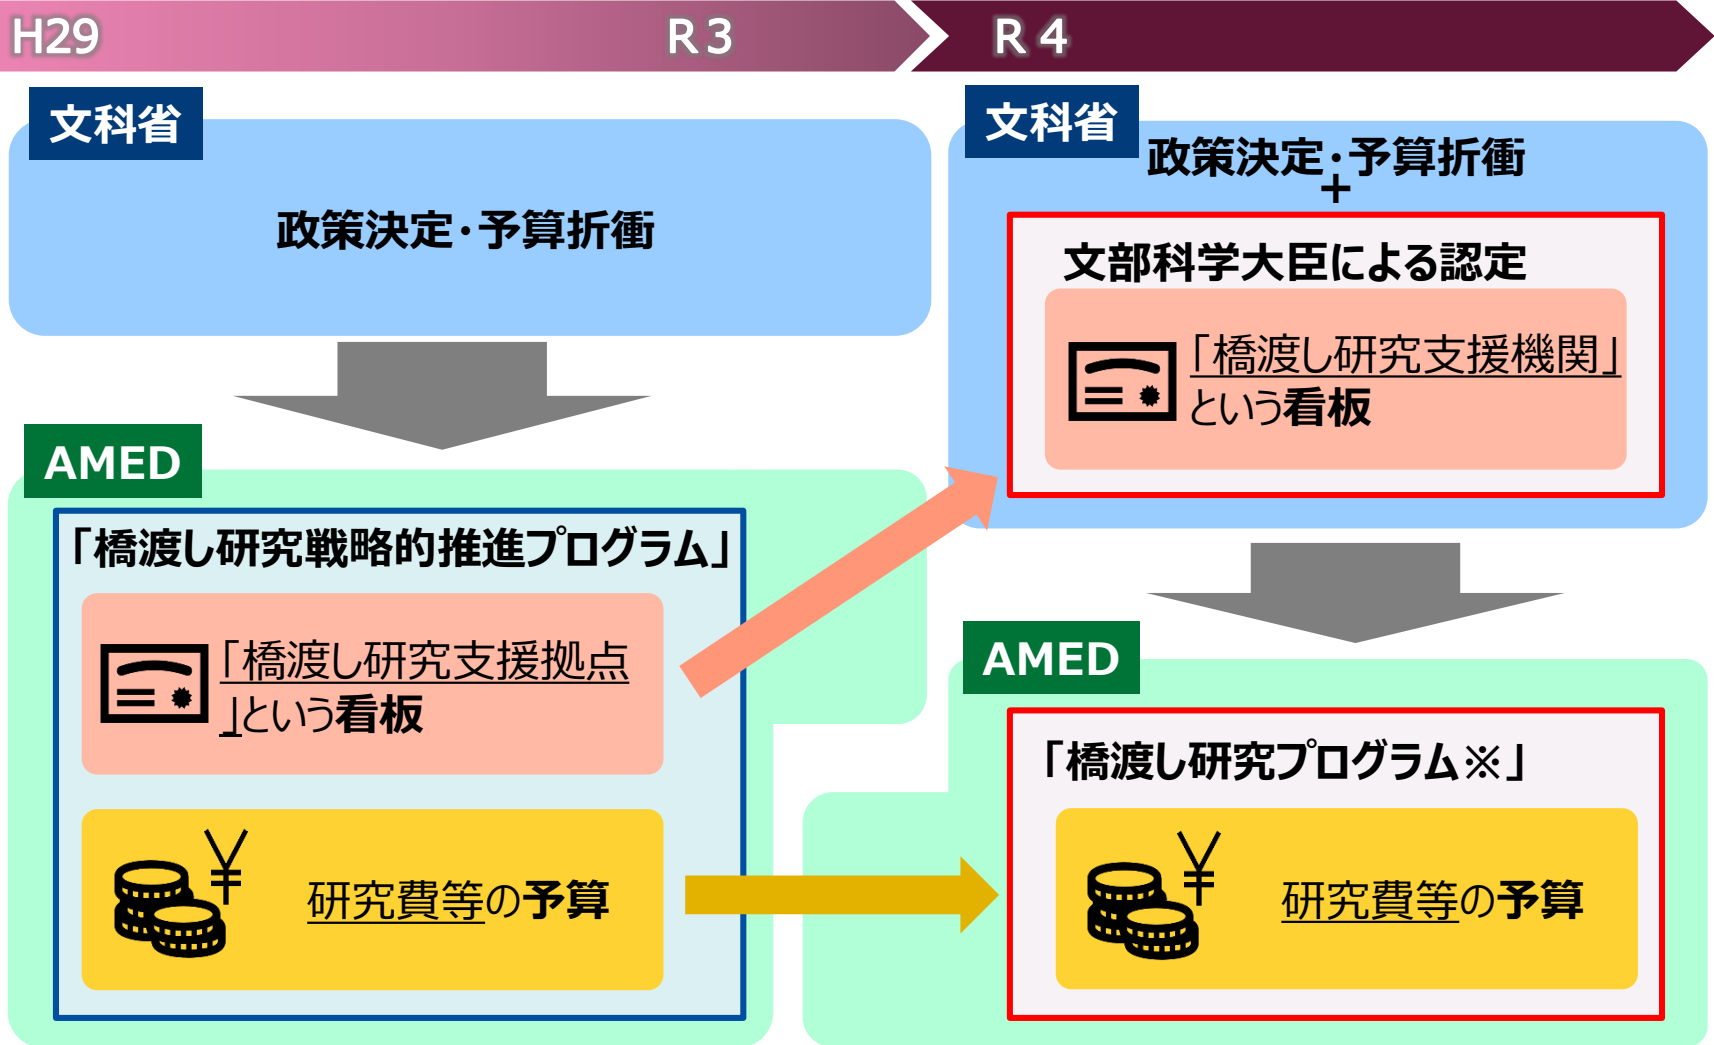 H29
R3
R4
文科省
政策決定・予算折衝
AMED
「橋渡し研究戦略的推進プログラム」
「橋渡し研究支援拠点
」という看板
¥
研究費等の予算
文科省
政策決定・予算折衝
+
文部科学大臣による認定
「橋渡し研究支援機関」
という看板
AMED
「橋渡し研究プログラム※」
¥
研究費等の予算